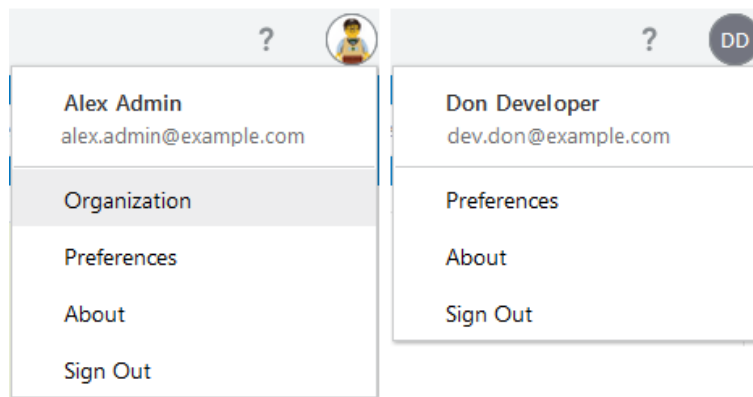 ?
Alex Admin
alex.admin@example.com
Organization
Preferences
About
Sign Out
? DD
Don Developer
dev.don@example.com
Preferences
About
Sign Out